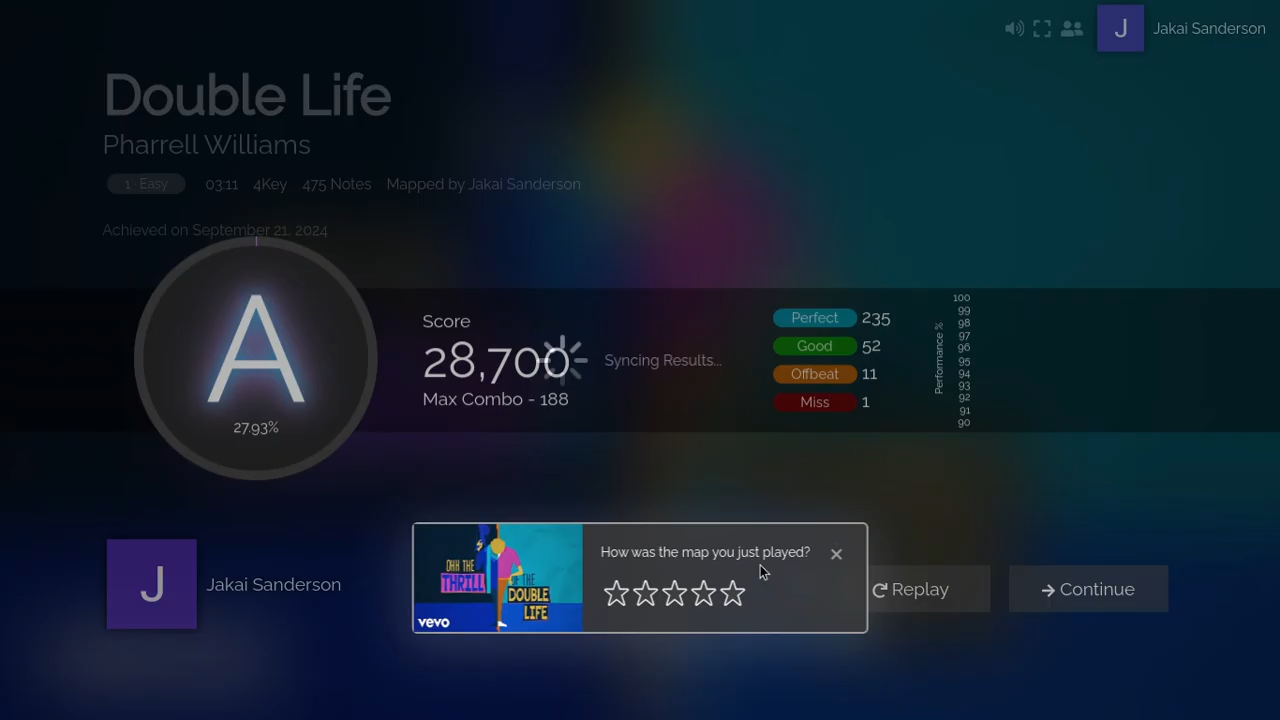 J Jakai Sanderson
Double Life
Pharrell Williams
1 · Easy 03:11 4Key 475 Notes Mapped by Jakai Sanderson
Achieved on September 21, 2024
A
27.93%
Score
28,700
Max Combo - 188
Syncing Results...
Perfect 235
Good 52
Offbeat 11
Miss 1
Performance %
100
99
98
97
96
95
94
93
92
91
90
J Jakai Sanderson
OHH THE
THRILL
OF THE
DOUBLE
LIFE
vevo
How was the map you just played?
Replay
Continue